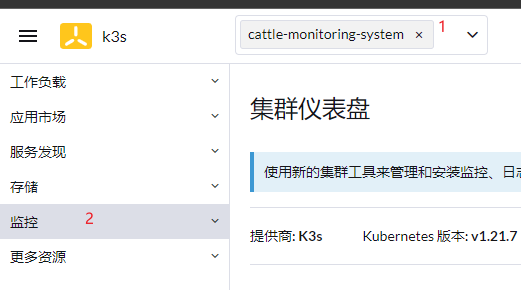 k3s
cattle-monitoring-system × 1
工作负载
应用市场
服务发现
存储
监控 2
更多资源
集群仪表盘
使用新的集群工具来管理和安装监控、日志
提供商: K3s
Kubernetes 版本: v1.21.7